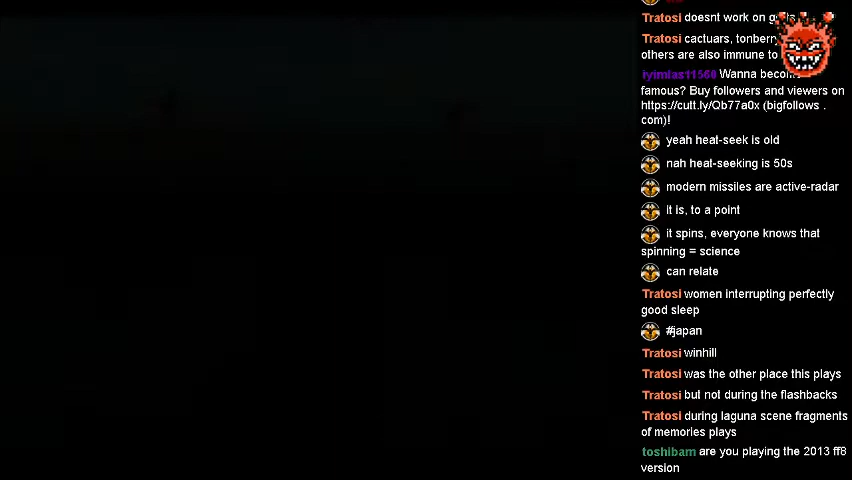 Tratosi doesnt work on
Tratosi cactuars, tonberry
others are also immune to
iyimlas11560 Wanna
famous? Buy followers and viewers on
https://cutt.ly/Qb77a0x (bigfollows .
com)!
yeah heat-seek is old
nah heat-seeking is 50s
modern missiles are active-radar
It is, to a point
it spins, everyone knows that
spinning = science
can relate
Tratosi women interrupting perfectly
good sleep
#japan
Tratosi winhill
Tratosi was the other place this plays
Tratosi but not during the flashbacks
Tratosi during laguna scene fragments
of memories plays
toshibam are you playing the 2013 ff8
version